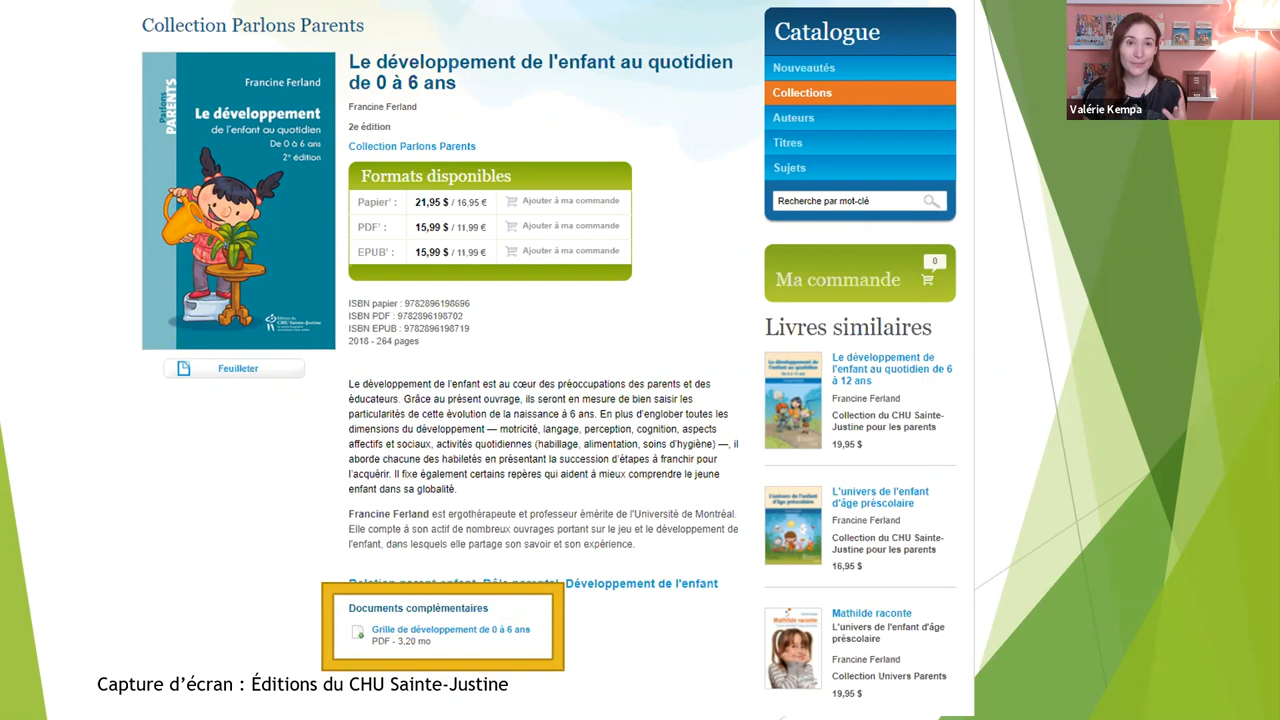 Collection Parlons Parents
Parlons
PARENTS
Francine Ferland
Le développement
de l'enfant au quotidien
De 0 à 6 ans
2e édition
Éditions du
CHU Sainte-Justine
Feuilleter
Le développement de l'enfant au quotidien
de 0 à 6 ans
Francine Ferland
2e édition
Collection Parlons Parents
Formats disponibles
Papier¹ : 21,95 $ / 16,95 € Ajouter à ma commande
PDF¹ : 15,99 $ / 11,99 € Ajouter à ma commande
EPUB¹ : 15,99 $ / 11,99 € Ajouter à ma commande
ISBN papier : 9782896198696
ISBN PDF : 9782896198702
ISBN EPUB : 9782896198719
2018 - 264 pages
Le développement de l'enfant est au cœur des préoccupations des parents et des
éducateurs. Grâce au présent ouvrage, ils seront en mesure de bien saisir les
particularités de cette évolution de la naissance à 6 ans. En plus d'englober toutes les
dimensions du développement — motricité, langage, perception, cognition, aspects
affectifs et sociaux, activités quotidiennes (habillage, alimentation, soins d'hygiène) —, il
aborde chacune des habiletés en présentant la succession d'étapes à franchir pour
l'acquérir. Il fixe également certains repères qui aident à mieux comprendre le jeune
enfant dans sa globalité.
Francine Ferland est ergothérapeute et professeur émérite de l'Université de Montréal.
Elle compte à son actif de nombreux ouvrages portant sur le jeu et le développement de
l'enfant, dans lesquels elle partage son savoir et son expérience.
Relation parent-enfant, Rôle parental, Développement de l'enfant
Documents complémentaires
Grille de développement de 0 à 6 ans
PDF - 3,20 mo
Capture d'écran : Éditions du CHU Sainte-Justine
Catalogue
Nouveautés
Collections
Auteurs
Titres
Sujets
Recherche par mot-clé
0
Ma commande
Livres similaires
Le développement de
l'enfant au quotidien de 6
à 12 ans
Francine Ferland
Collection du CHU Sainte-
Justine pour les parents
19,95 $
L'univers de l'enfant
d'âge préscolaire
Francine Ferland
Collection du CHU Sainte-
Justine pour les parents
16,95 $
Mathilde raconte
Mathilde raconte
L'univers de l'enfant d'âge
préscolaire
Francine Ferland
Collection Univers Parents
19,95 $
Valérie Kempa